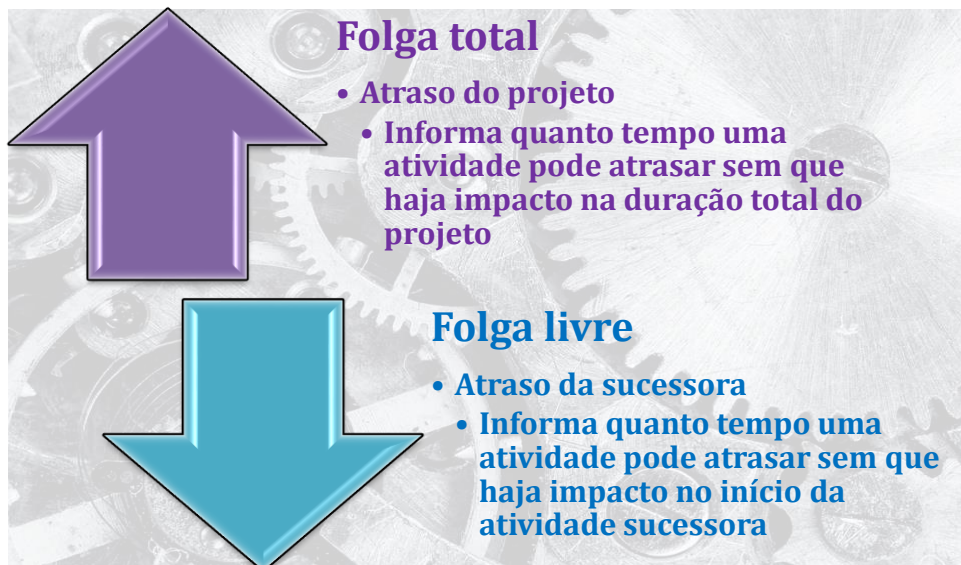 Folga total
• Atraso do projeto
• Informa quanto tempo uma
atividade pode atrasar sem que
haja impacto na duração total do
projeto
Folga livre
• Atraso da sucessora
• Informa quanto tempo uma
atividade pode atrasar sem que
haja impacto no início da
atividade sucessora